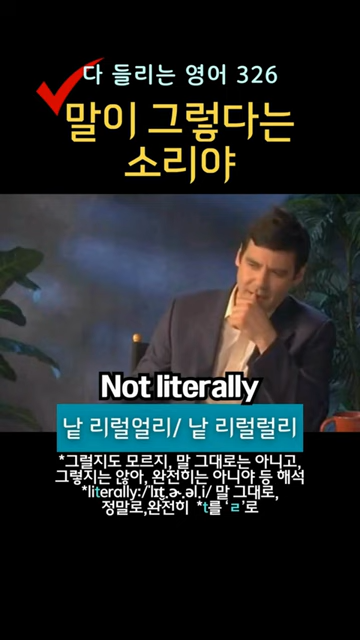 다 들리는 영어 326
말이 그렇다는
소리야
Not literally
낱 리럴얼리/ 낱 리럴럴리
*그럴지도 모르지, 말 그대로는 아니고,
그렇지는 않아, 완전히는 아니야 등 해석
*literally:/ˈlɪt̬.ɚ.əl.i/ 말 그대로,
정말로,완전히 *t를 ‘ㄹ’로